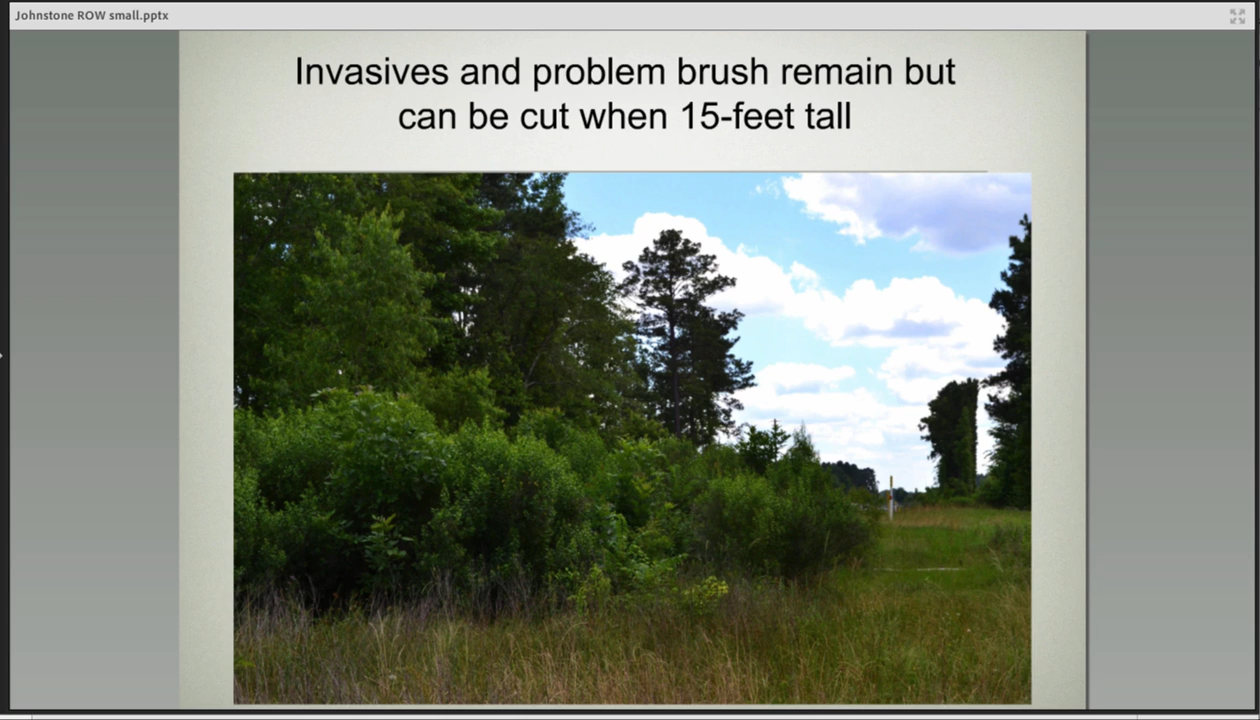 Johnstone ROW small.pptx
Invasives and problem brush remain but
can be cut when 15-feet tall